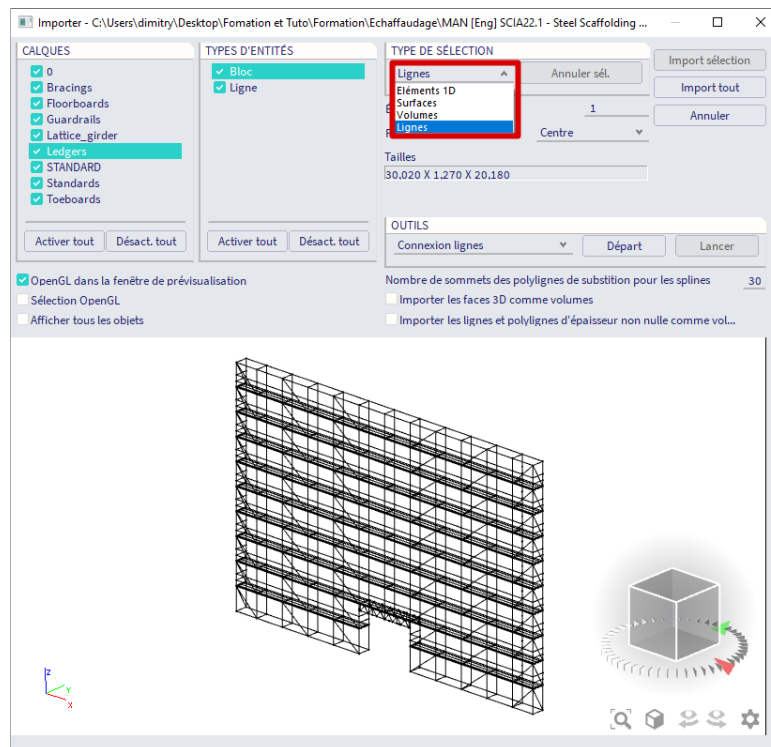 Importer - C:\Users\dimitry\Desktop\Fomation et Tuto\Formation\Echaffaudage\MAN [Eng] SCIA22.1 - Steel Scaffolding ...
CALQUES
0
Bracings
Floorboards
Guardrails
Lattice_girder
Ledgers
STANDARD
Standards
Toeboards
Activer tout
Désact. tout
TYPES D'ENTITÉS
Bloc
Ligne
Activer tout
Désact. tout
TYPE DE SÉLECTION
Lignes
Annuler sél.
Eléments 1D
Surfaces
Volumes
Lignes
1
Centre
Tailles
30,020 X 1,270 X 20,180
Import sélection
Import tout
Annuler
OUTILS
Connexion lignes
Départ
Lancer
OpenGL dans la fenêtre de prévisualisation
Sélection OpenGL
Afficher tous les objets
Nombre de sommets des polylignes de substition pour les splines
30
Importer les faces 3D comme volumes
Importer les lignes et polylignes d'épaisseur non nulle comme vol...
z
Y
x